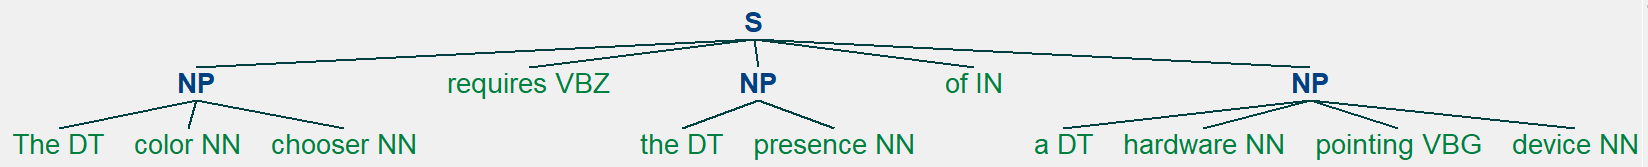 S
NP requires VBZ NP of IN NP
The DT color NN chooser NN the DT presence NN a DT hardware NN pointing VBG device NN